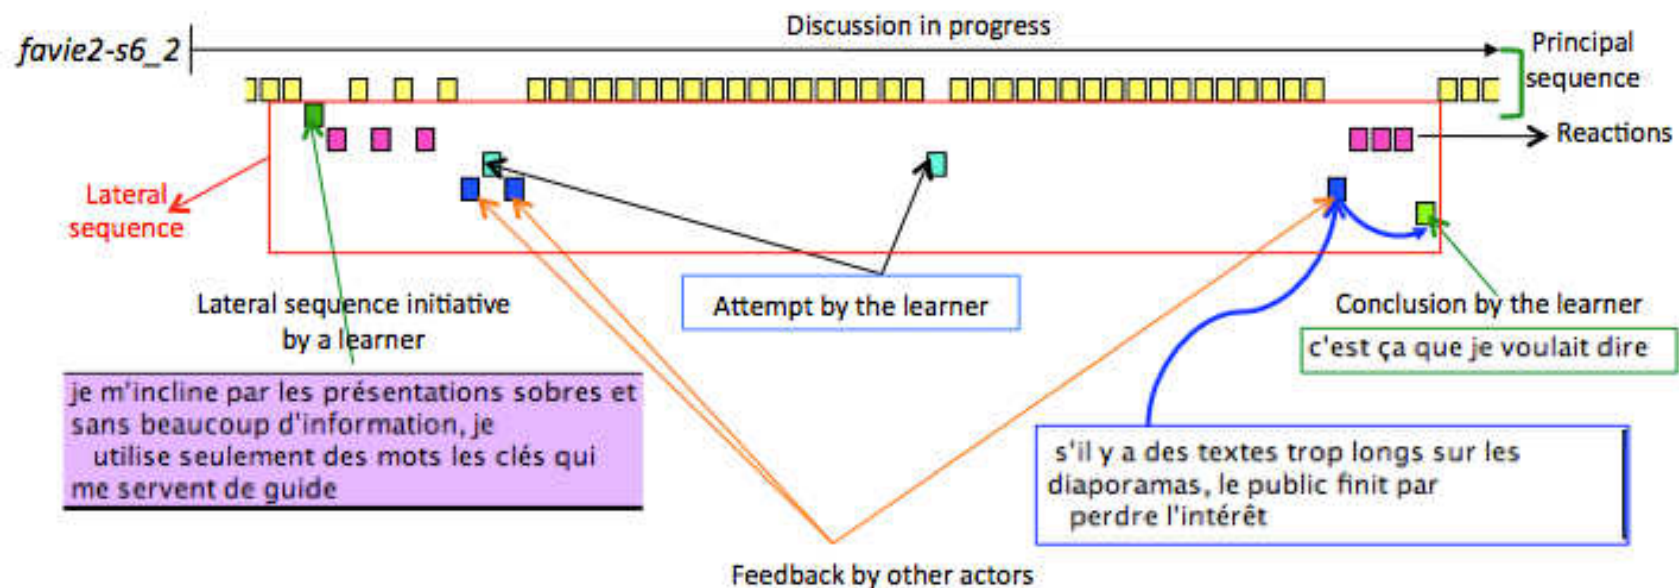 Discussion in progress
favie2-s6_2
Principal
sequence
Reactions
Lateral
sequence
Lateral sequence initiative
by a learner
Attempt by the learner
Conclusion by the learner
c'est ça que je voulait dire
je m'incline par les présentations sobres et
sans beaucoup d'information, je
utilise seulement des mots les clés qui
me servent de guide
s'il y a des textes trop longs sur les
diaporamas, le public finit par
perdre l'intérêt
Feedback by other actors